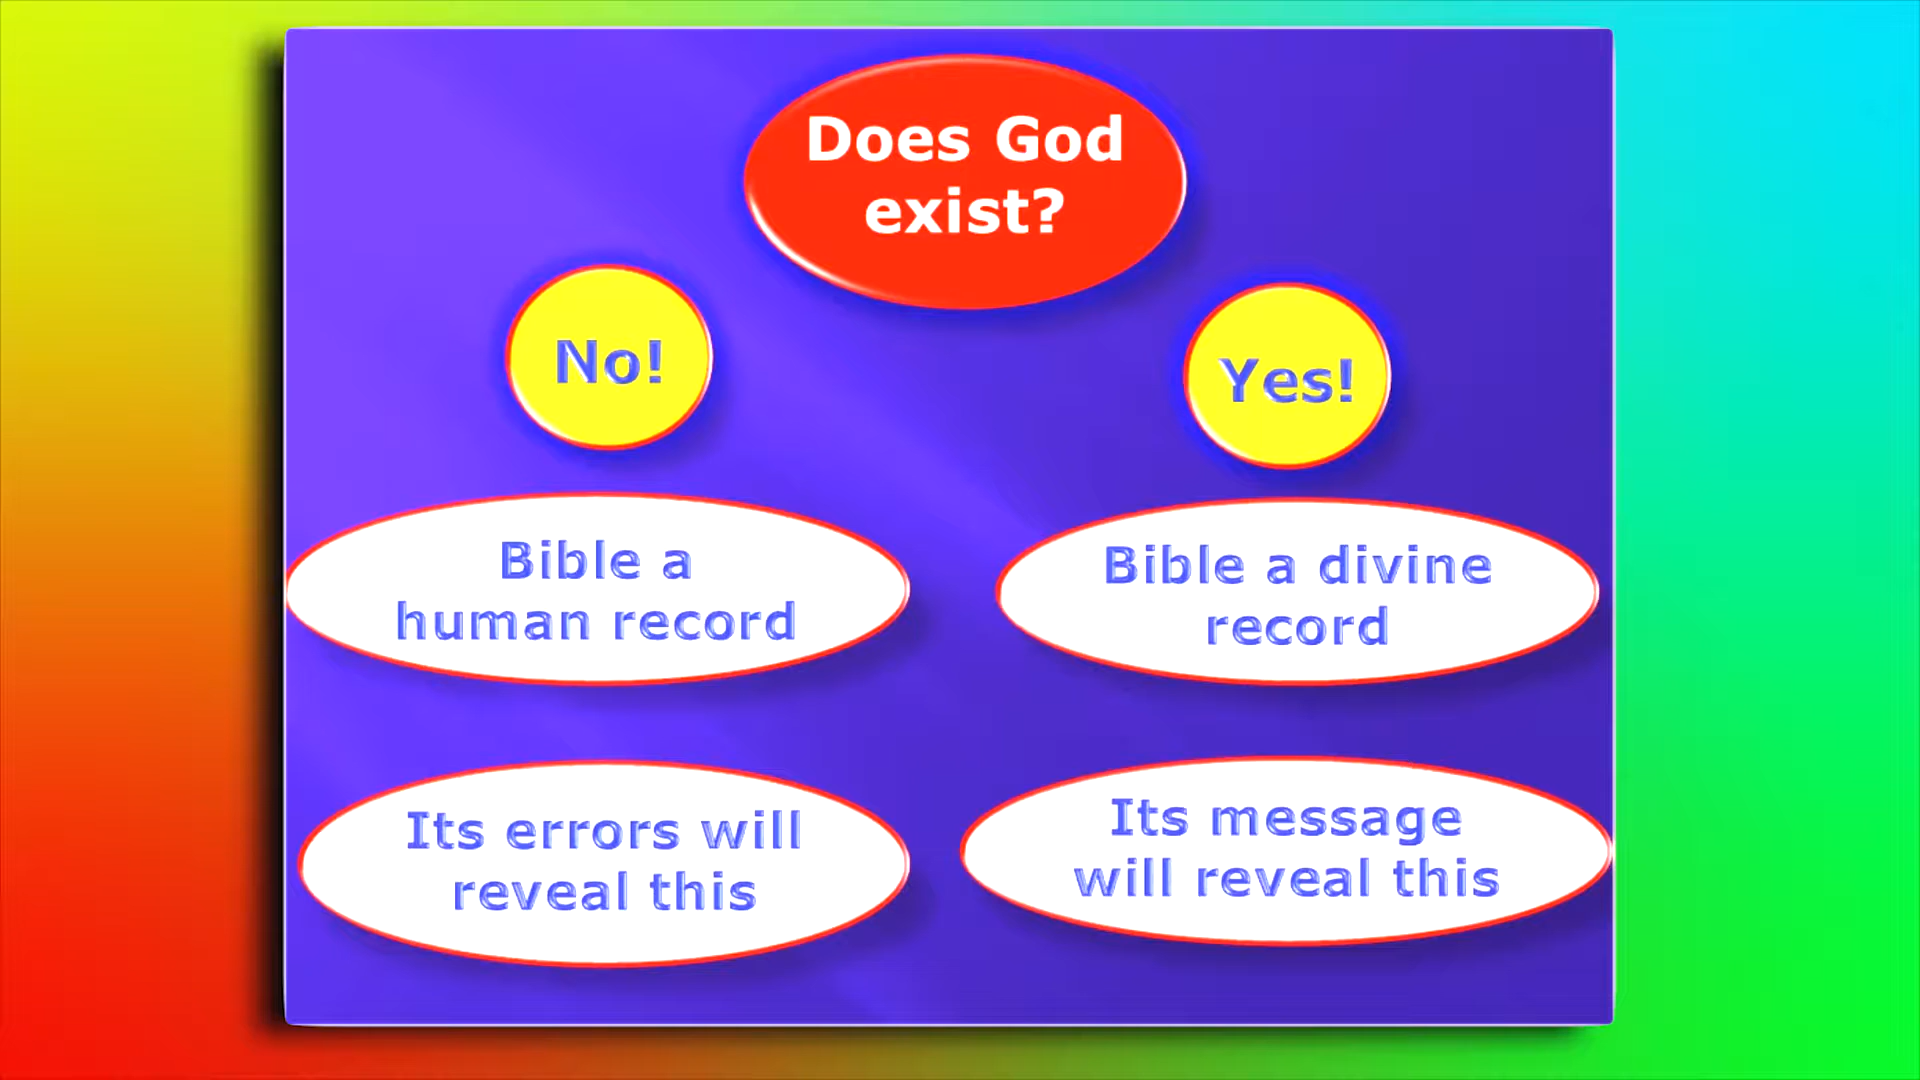 Does God
exist?
No!
Yes!
Bible a
human record
Bible a divine
record
Its errors will
reveal this
Its message
will reveal this